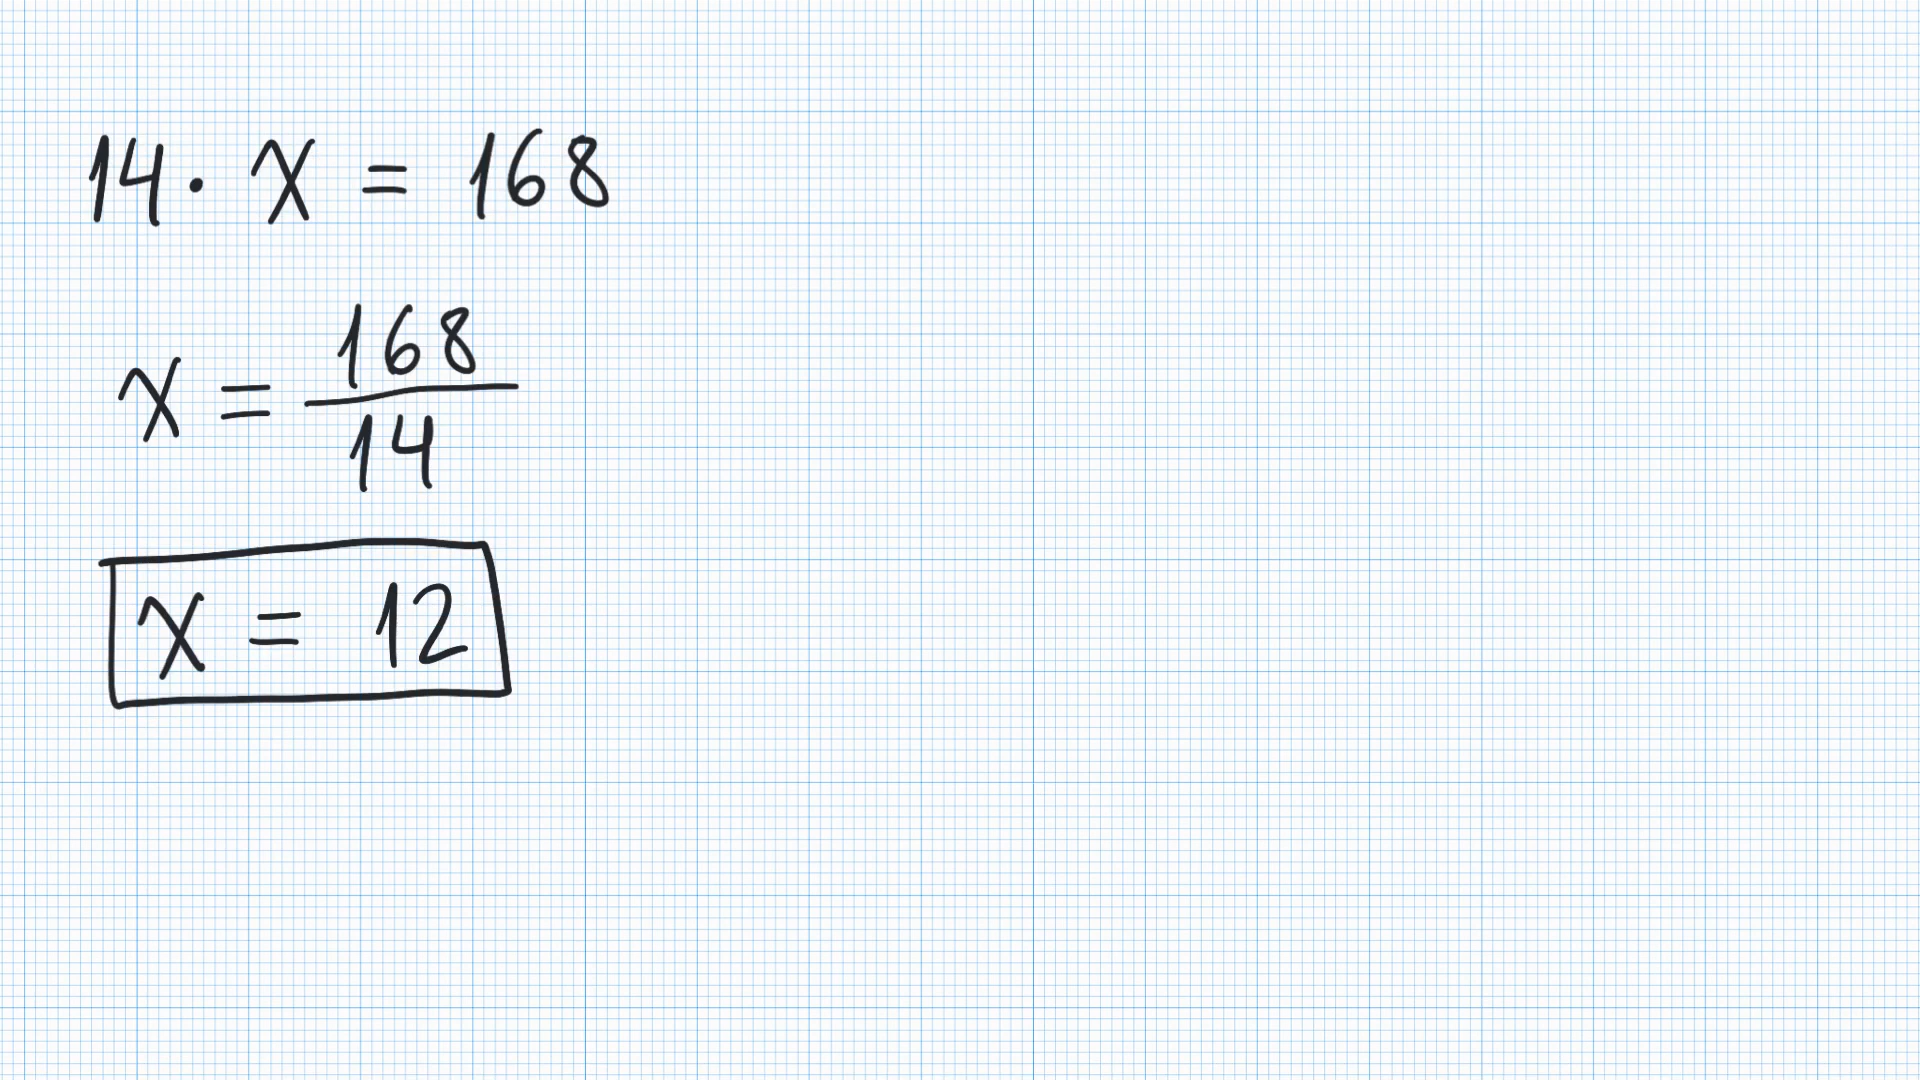 14 · x = 168
x = 168/14
x = 12